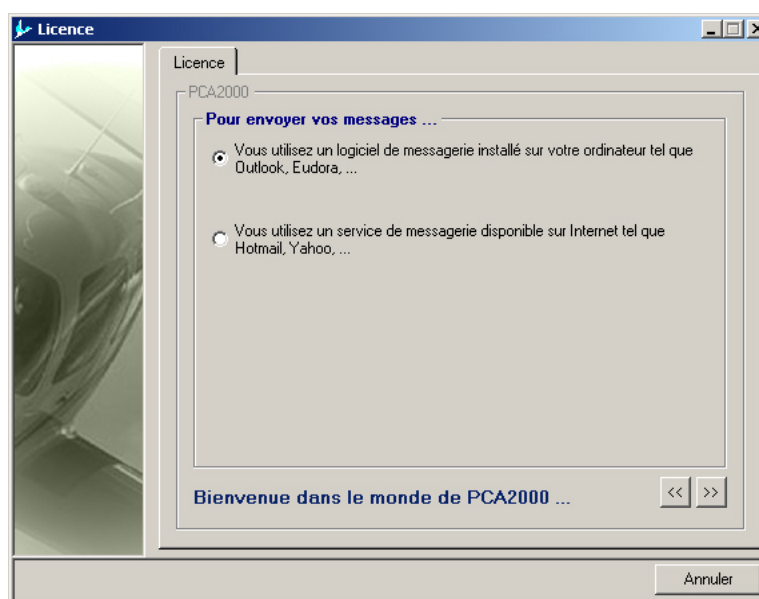 Licence
Licence
PCA2000
Pour envoyer vos messages ...
Vous utilisez un logiciel de messagerie installé sur votre ordinateur tel que
Outlook, Eudora, ...
Vous utilisez un service de messagerie disponible sur Internet tel que
Hotmail, Yahoo, ...
Bienvenue dans le monde de PCA2000 ...
<< >>
Annuler